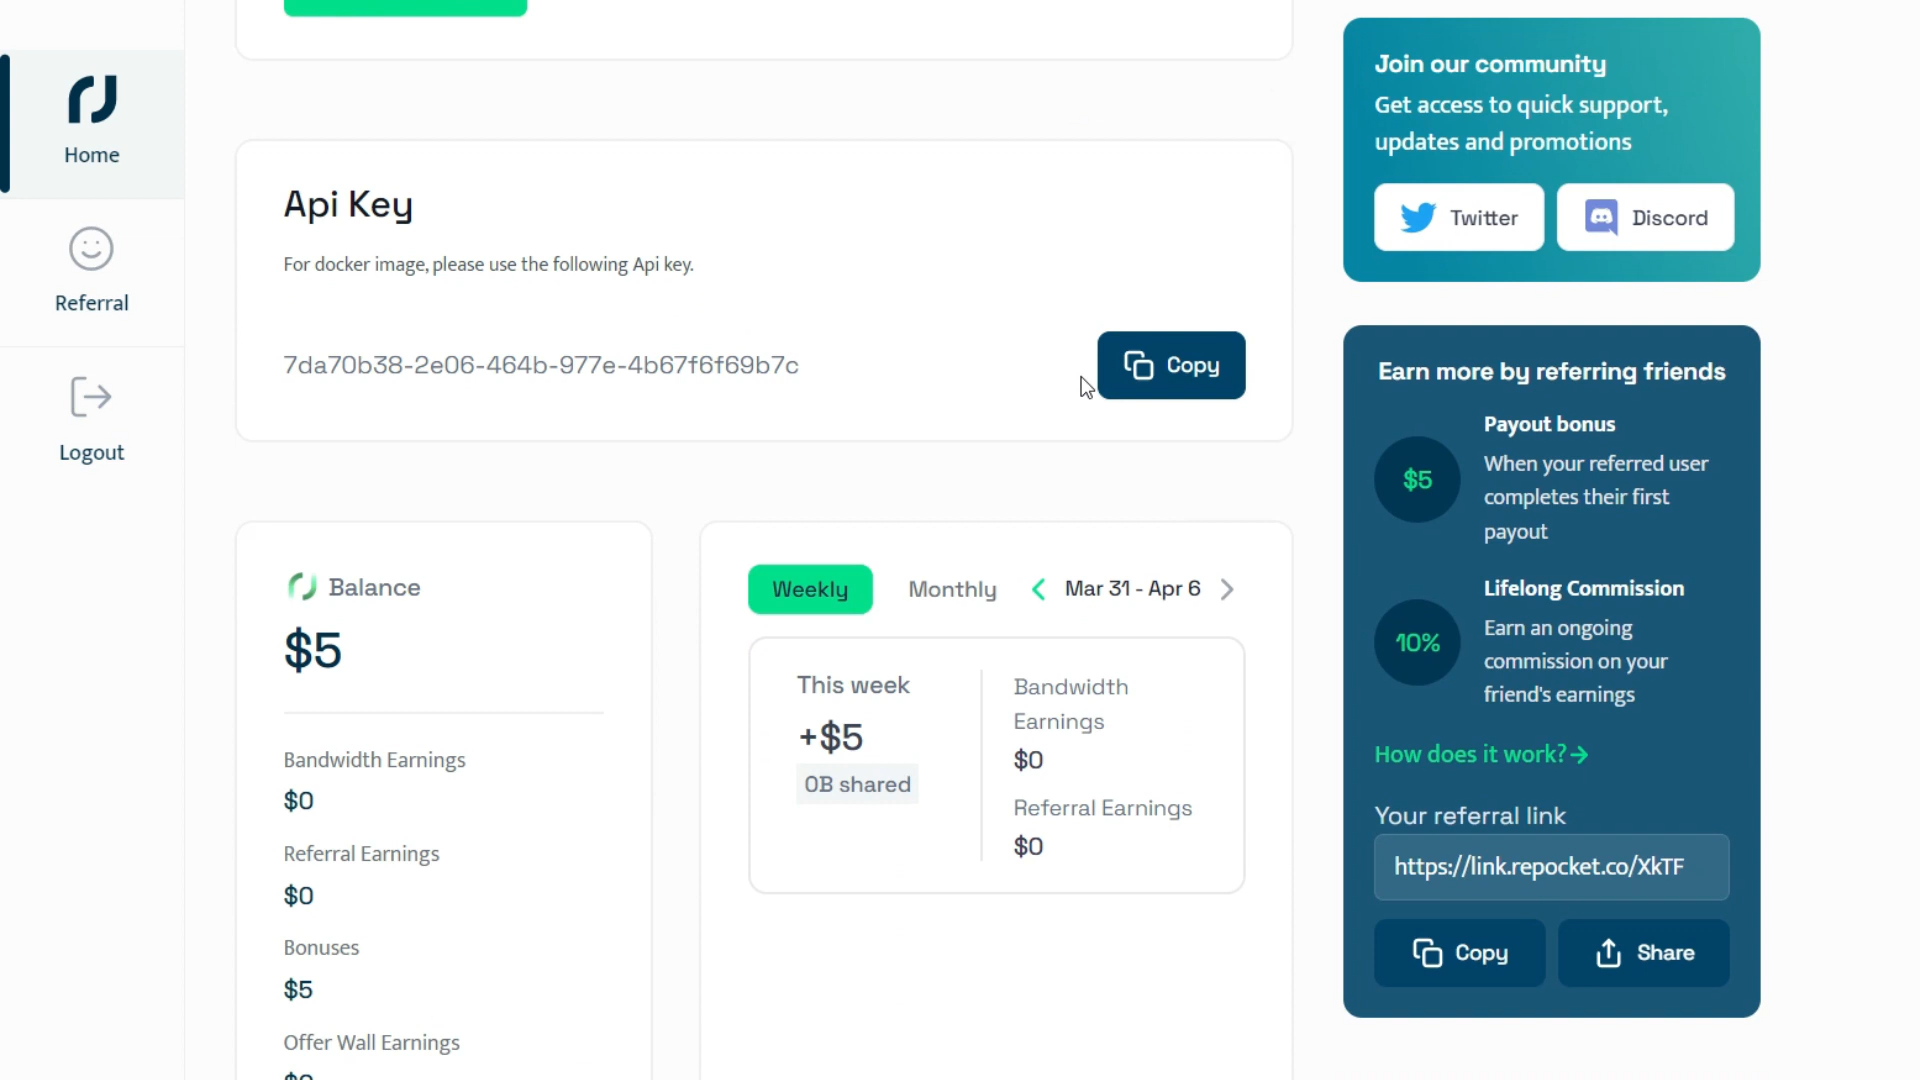 Home
Referral
Logout
Api Key
For docker image, please use the following Api key.
7da70b38-2e06-464b-977e-4b67f6f69b7c
Copy
Balance
$5
Bandwidth Earnings
$0
Referral Earnings
$0
Bonuses
$5
Offer Wall Earnings
Weekly
Monthly
Mar 31 - Apr 6
This week
+$5
0B shared
Bandwidth
Earnings
$0
Referral Earnings
$0
Join our community
Get access to quick support,
updates and promotions
Twitter
Discord
Earn more by referring friends
$5
Payout bonus
When your referred user
completes their first
payout
10%
Lifelong Commission
Earn an ongoing
commission on your
friend's earnings
How does it work?
Your referral link
https://link.repocket.co/XkTF
Copy
Share